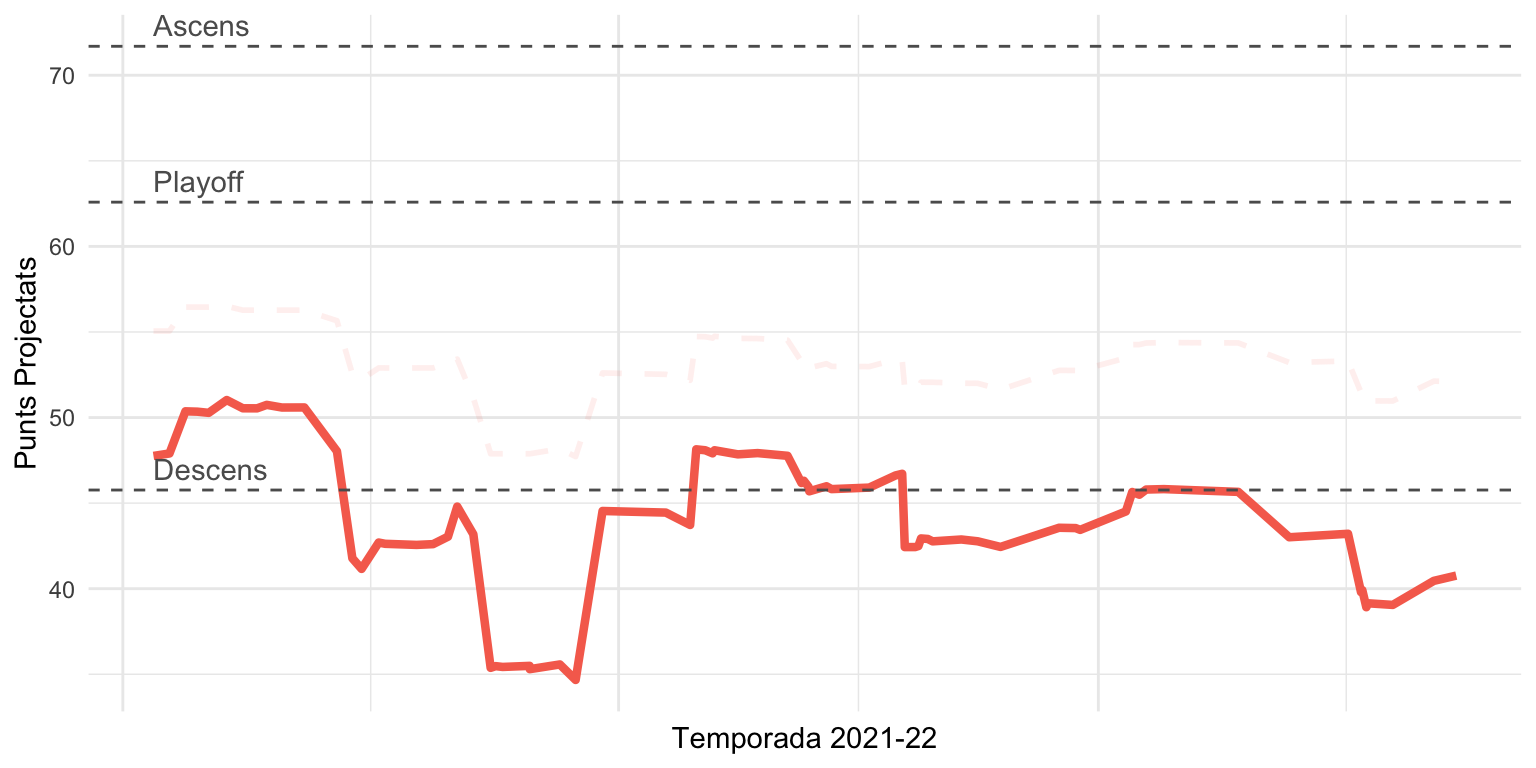 Ascens
70
Playoff
60
50
Descens
40
Punts Projectats
Temporada 2021-22